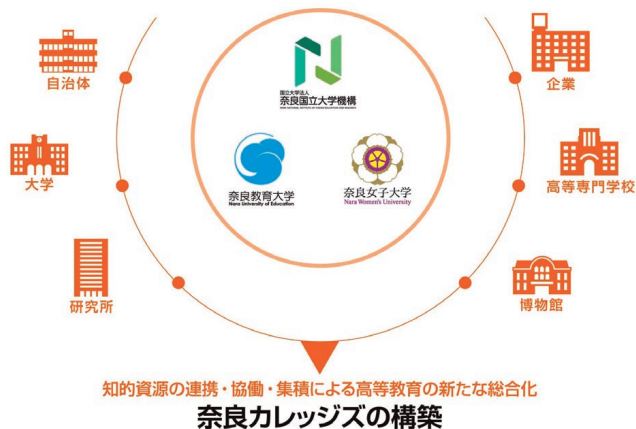 国立大学法人
奈良国立大学機構
自治体
企業
大学
奈良教育大学
Nara University of Education
奈良女子大学
Nara Women's University
高等専門学校
研究所
博物館
知的資源の連携・協働・集積による高等教育の新たな総合化
奈良カレッジズの構築